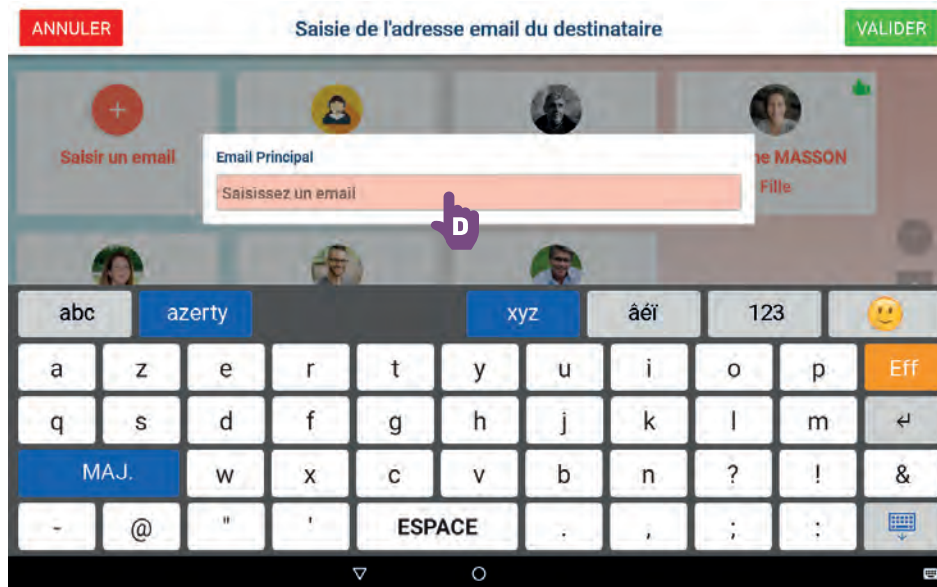 ANNULER Saisie de l'adresse email du destinataire VALIDER
Saisir un email
ne MASSON
Fille
Email Principal
Saisissez un email
D
abc azerty xyz âéï 123
a z e r t y u i o p Eff
q s d f g h j k l m
MAJ. w x c v b n ? ! &
- @ " ' ESPACE . , ; :